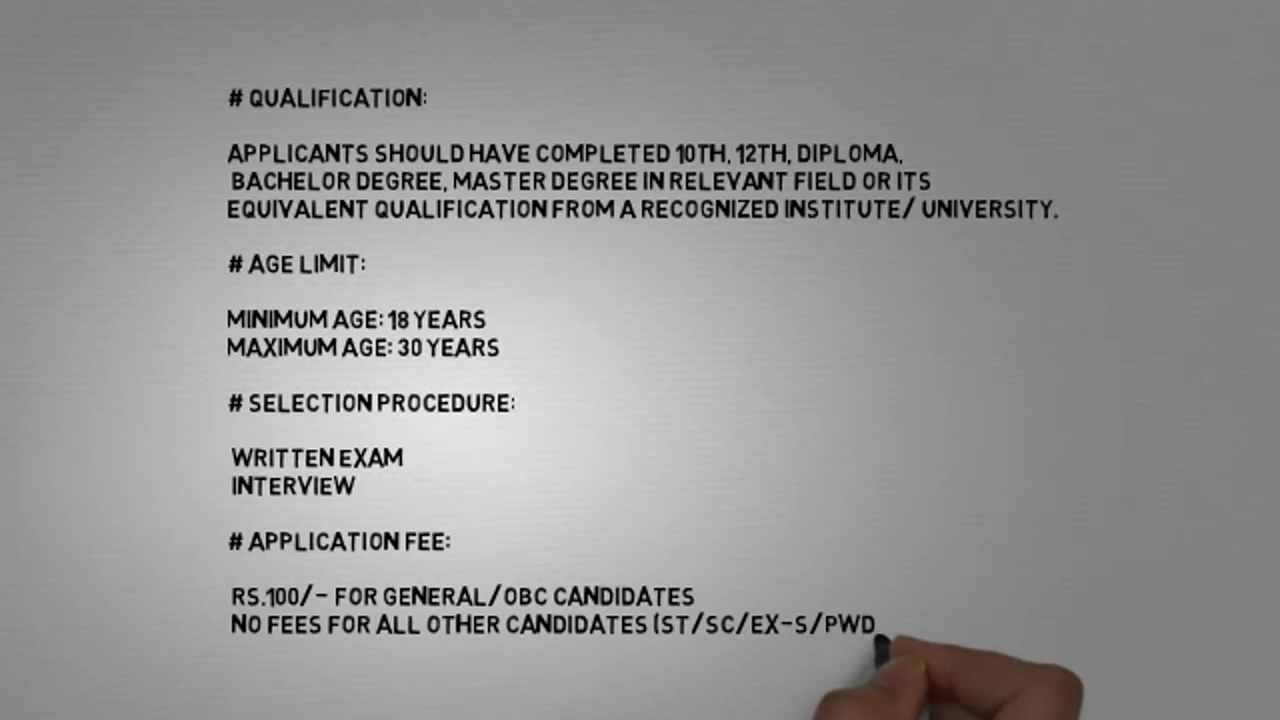 # QUALIFICATION:
APPLICANTS SHOULD HAVE COMPLETED 10TH, 12TH, DIPLOMA,
BACHELOR DEGREE, MASTER DEGREE IN RELEVANT FIELD OR ITS
EQUIVALENT QUALIFICATION FROM A RECOGNIZED INSTITUTE/ UNIVERSITY.
# AGE LIMIT:
MINIMUM AGE: 18 YEARS
MAXIMUM AGE: 30 YEARS
# SELECTION PROCEDURE:
WRITTEN EXAM
INTERVIEW
# APPLICATION FEE:
RS.100/- FOR GENERAL/OBC CANDIDATES
NO FEES FOR ALL OTHER CANDIDATES (ST/SC/EX-S/PWD